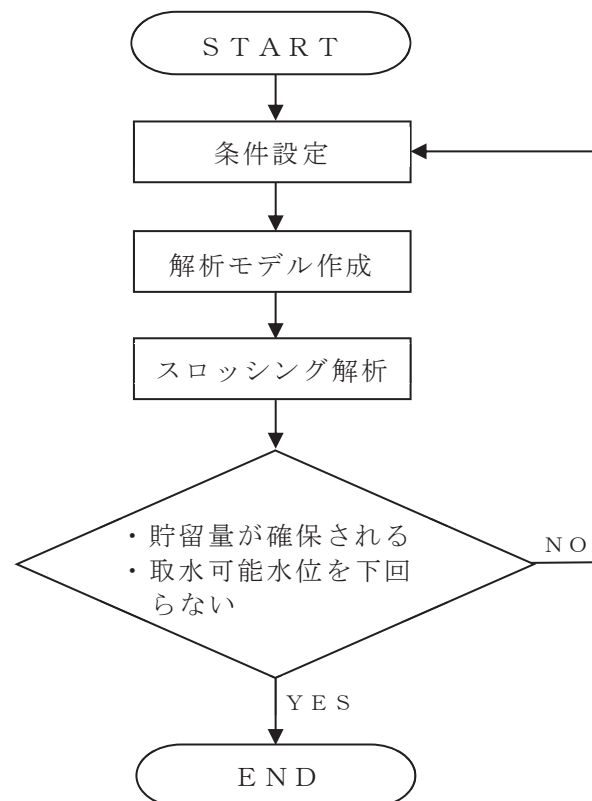 ＳＴＡＲＴ
条件設定
解析モデル作成
スロッシング解析
・貯留量が確保される
・取水可能水位を下回
らない
ＮＯ
ＹＥＳ
ＥＮＤ